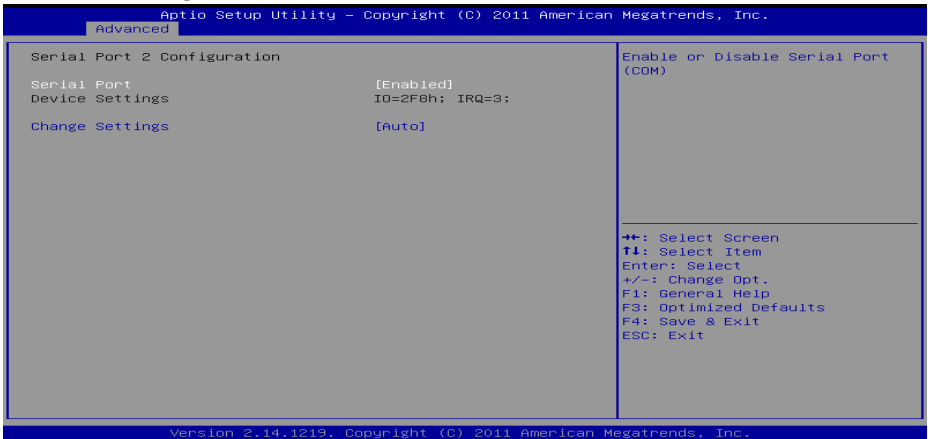 Aptio Setup Utility – Copyright (C) 2011 American Megatrends, Inc.
Advanced
Serial Port 2 Configuration
Serial Port [Enabled]
Device Settings IO=2F8h; IRQ=3;
Change Settings [Auto]
Enable or Disable Serial Port
(COM)
→←: Select Screen
↑↓: Select Item
Enter: Select
+/-: Change Opt.
F1: General Help
F3: Optimized Defaults
F4: Save & Exit
ESC: Exit
Version 2.14.1219. Copyright (C) 2011 American Megatrends, Inc.